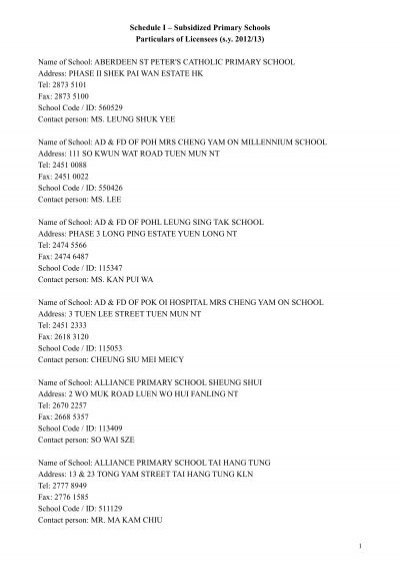 Schedule I – Subsidized Primary Schools
Particulars of Licensees (s.y. 2012/13)
Name of School: ABERDEEN ST PETER'S CATHOLIC PRIMARY SCHOOL
Address: PHASE II SHEK PAI WAN ESTATE HK
Tel: 2873 5101
Fax: 2873 5100
School Code / ID: 560529
Contact person: MS. LEUNG SHUK YEE
Name of School: AD & FD OF POH MRS CHENG YAM ON MILLENNIUM SCHOOL
Address: 111 SO KWUN WAT ROAD TUEN MUN NT
Tel: 2451 0088
Fax: 2451 0022
School Code / ID: 550426
Contact person: MS. LEE
Name of School: AD & FD OF POHL LEUNG SING TAK SCHOOL
Address: PHASE 3 LONG PING ESTATE YUEN LONG NT
Tel: 2474 5566
Fax: 2474 6487
School Code / ID: 115347
Contact person: MS. KAN PUI WA
Name of School: AD & FD OF POK OI HOSPITAL MRS CHENG YAM ON SCHOOL
Address: 3 TUEN LEE STREET TUEN MUN NT
Tel: 2451 2333
Fax: 2618 3120
School Code / ID: 115053
Contact person: CHEUNG SIU MEI MEICY
Name of School: ALLIANCE PRIMARY SCHOOL SHEUNG SHUI
Address: 2 WO MUK ROAD LUEN WO HUI FANLING NT
Tel: 2670 2257
Fax: 2668 5357
School Code / ID: 113409
Contact person: SO WAI SZE
Name of School: ALLIANCE PRIMARY SCHOOL TAI HANG TUNG
Address: 13 & 23 TONG YAM STREET TAI HANG TUNG KLN
Tel: 2777 8949
Fax: 2776 1585
School Code / ID: 511129
Contact person: MR. MA KAM CHIU
1